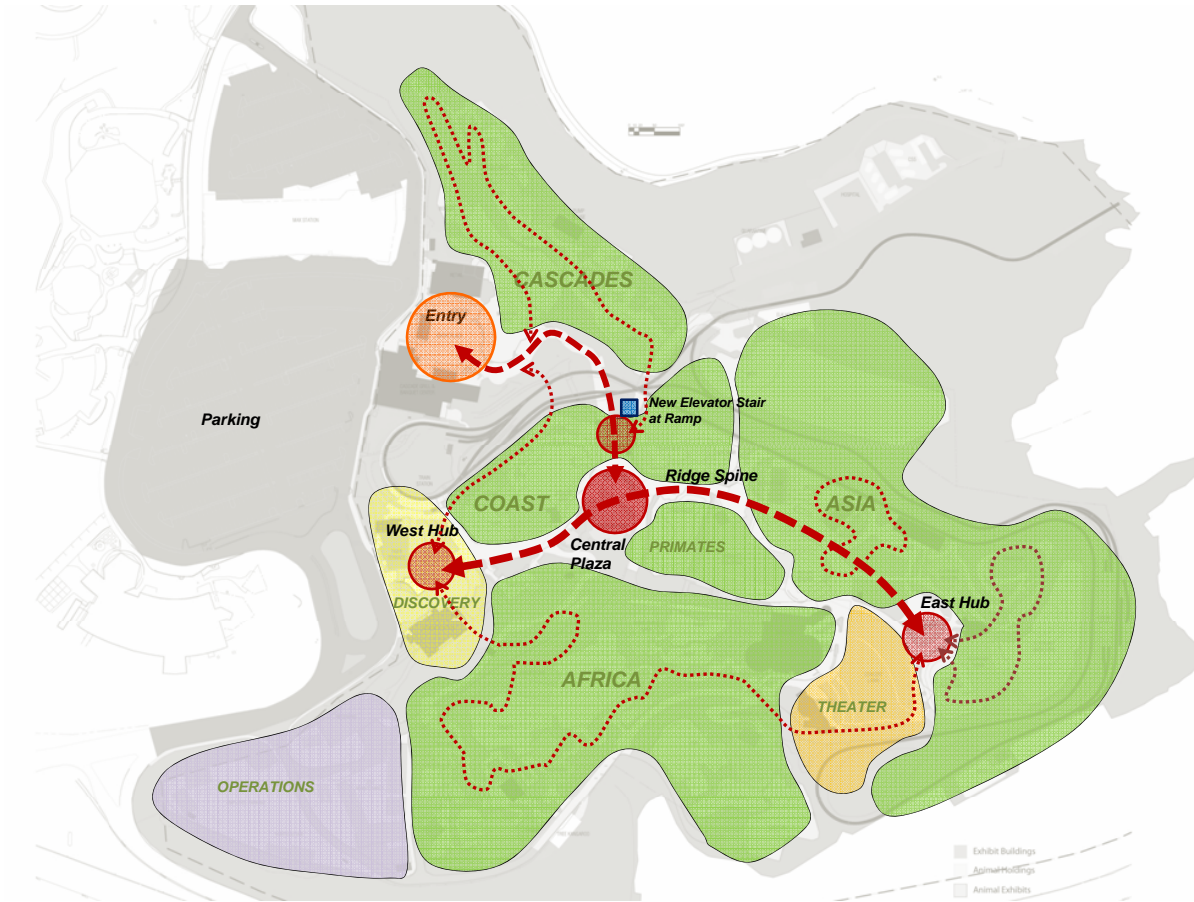 CASCADES
Entry
New Elevator Stair
at Ramp
Parking
Ridge Spine
COAST
ASIA
West Hub
Central
Plaza
PRIMATES
DISCOVERY
East Hub
AFRICA
THEATER
OPERATIONS
Exhibit Buildings
Animal Holdings
Animal Exhibits